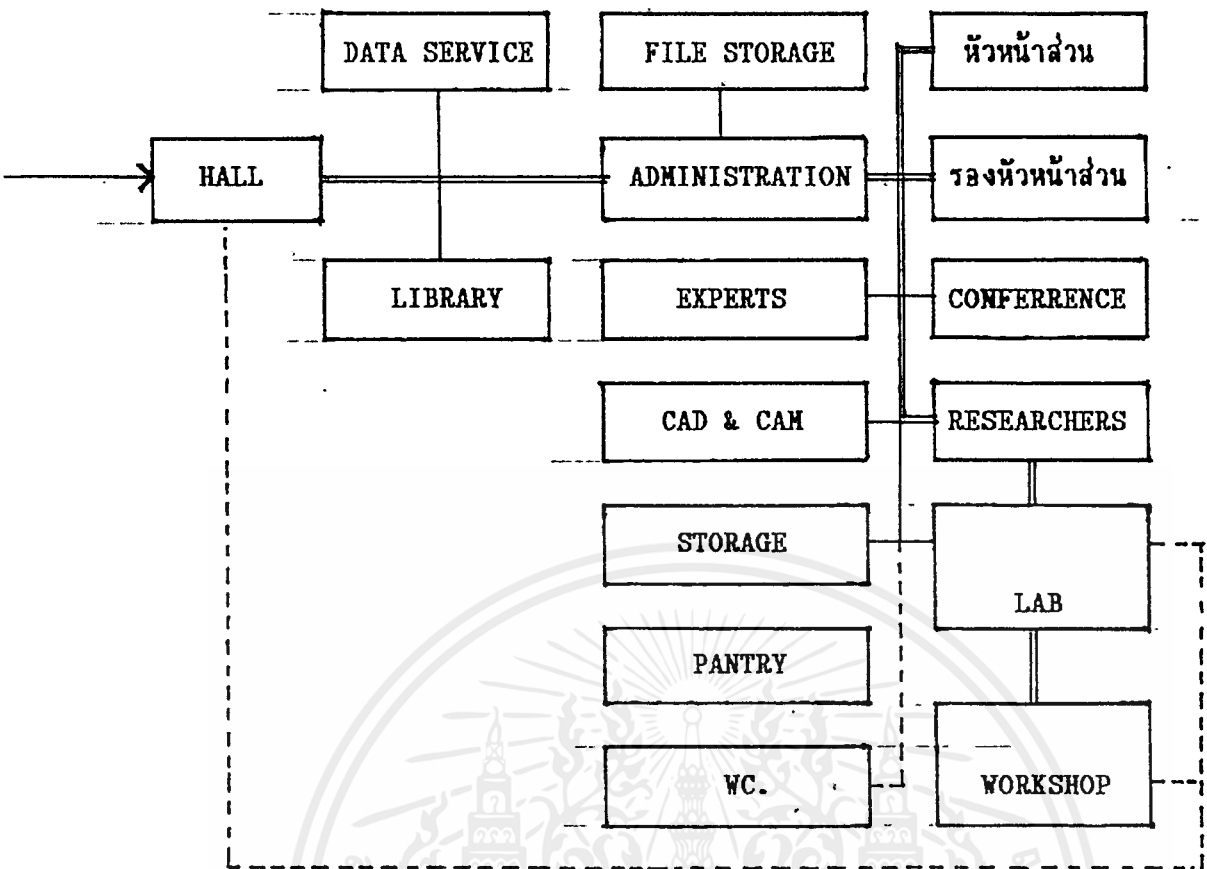 DATA SERVICE
FILE STORAGE
หัวหน้าส่วน
HALL
ADMINISTRATION
รองหัวหน้าส่วน
LIBRARY
EXPERTS
CONFERRENCE
CAD & CAM
RESEARCHERS
STORAGE
LAB
PANTRY
WC.
WORKSHOP